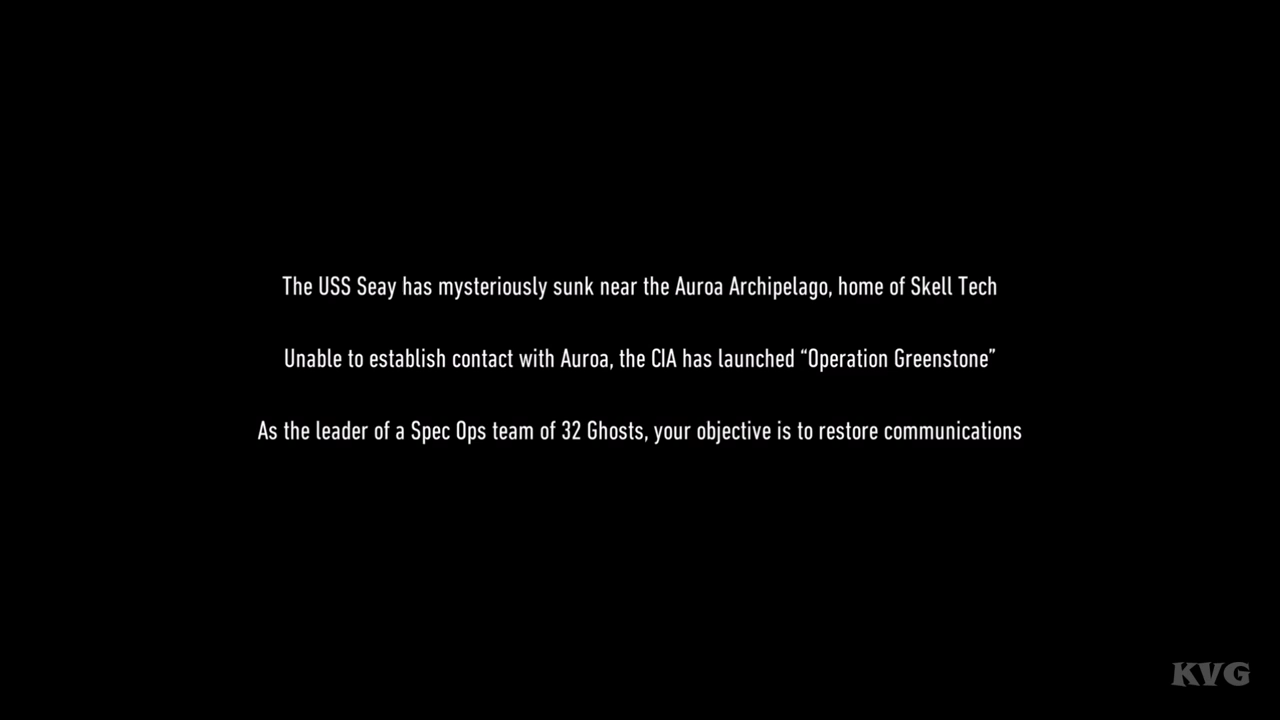 The USS Seay has mysteriously sunk near the Auroa Archipelago, home of Skell Tech
Unable to establish contact with Auroa, the CIA has launched “Operation Greenstone”
As the leader of a Spec Ops team of 32 Ghosts, your objective is to restore communications
KVG